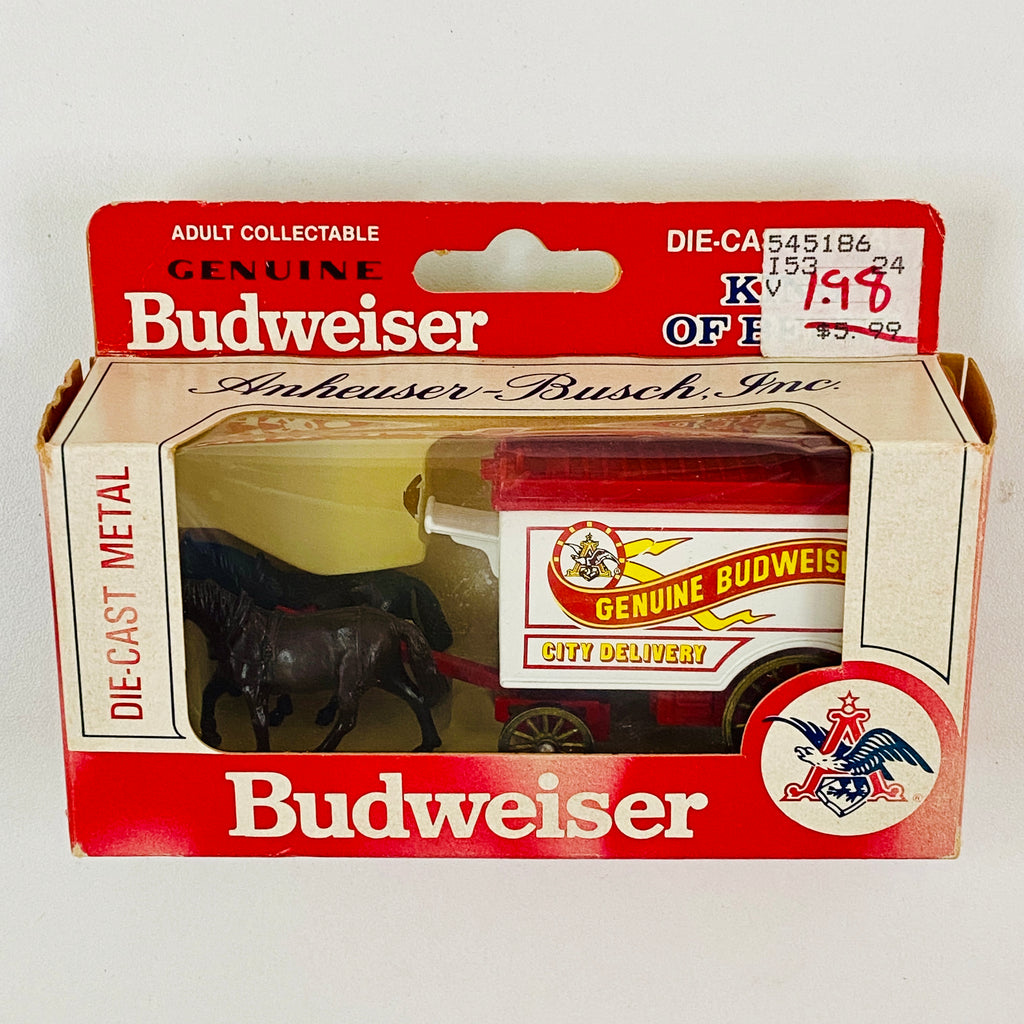 ADULT COLLECTABLE
GENUINE
Budweiser
DIE-CA
K
OF B
545186
I53 24
V 1.98
$5.99
Anheuser-Busch, Inc.
DIE-CAST METAL
GENUINE BUDWEIS
CITY DELIVERY
Budweiser
A